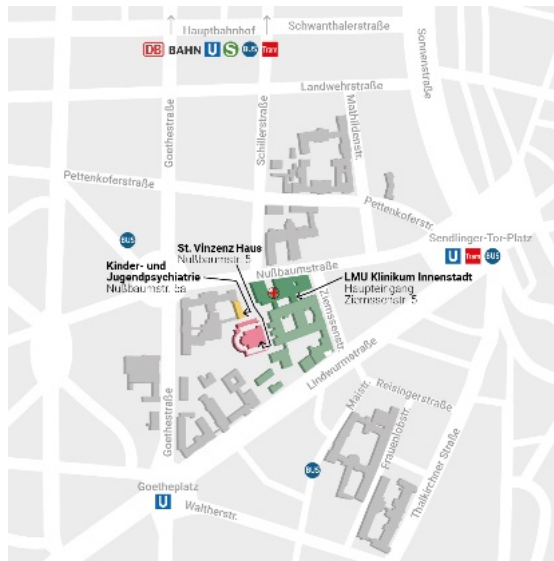 Hauptbahnhof
DB BAHN U S BUS Tram
Schwanthalerstraße
Sonnenstraße
Landwehrstraße
Goethestraße
Schillerstraße
Mathildenstr.
Pettenkoferstraße
Pettenkoferstr.
BUS
Sendlinger-Tor-Platz
U Tram BUS
St. Vinzenz Haus
Nußbaumstr. 5
Kinder- und
Jugendpsychiatrie
Nußbaumstr. 5a
Nußbaumstraße
LMU Klinikum Innenstadt
Haupteingang
Ziemssenstr. 5
Ziemssenstr.
Lindwurmstraße
Goethestraße
Maistr.
Reisingerstraße
Frauenlobstr.
Thalkirchner Straße
BUS
Goetheplatz
U
Waltherstr.